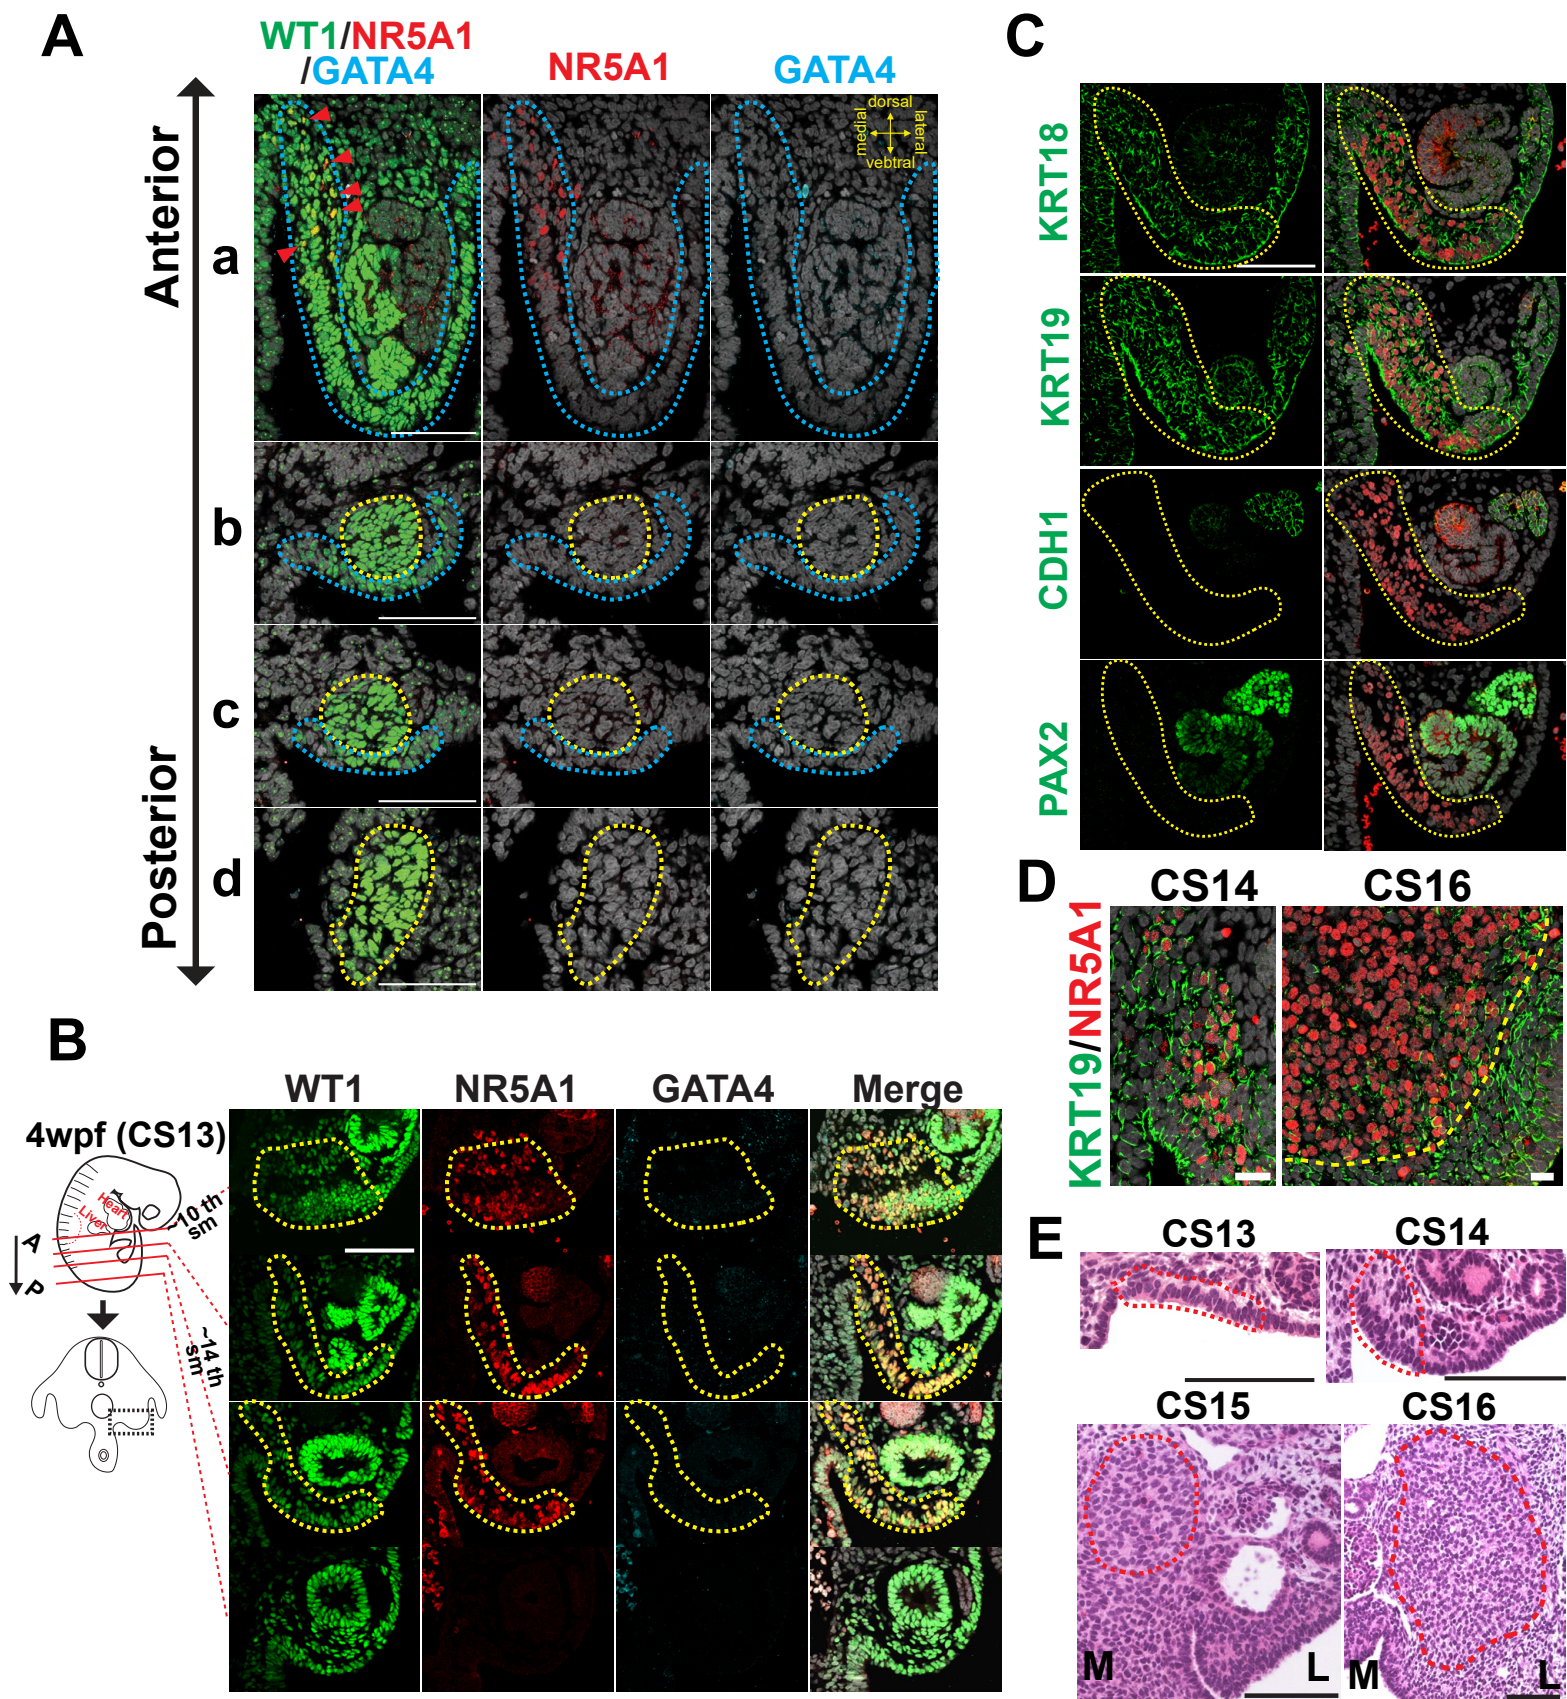 A
WT1/NR5A1
/GATA4
NR5A1
GATA4
Anterior
Posterior
a
b
c
d
dorsal
medial
lateral
vebtral
B
WT1
NR5A1
GATA4
Merge
4wpf (CS13)
Heart
Liver
A
P
~10 th
sm
~14 th
sm
C
KRT18
KRT19
CDH1
PAX2
D
CS14
CS16
KRT19/NR5A1
E
CS13
CS14
CS15
CS16
M
L
M
L